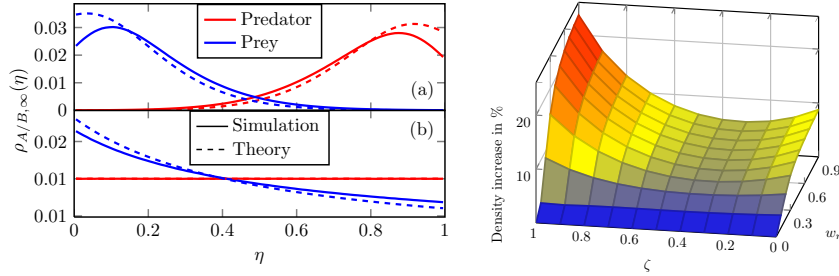 Predator
Prey
(a)
0.03
0.02
0.01
0
ρA/B,∞(η)
Simulation
Theory
(b)
0.02
0.01
0.01
0
0.2
0.4
0.6
0.8
1
η
Density increase in %
20
10
1
0.8
0.6
0.4
0.2
0
ζ
0
0.3
0.6
0.9